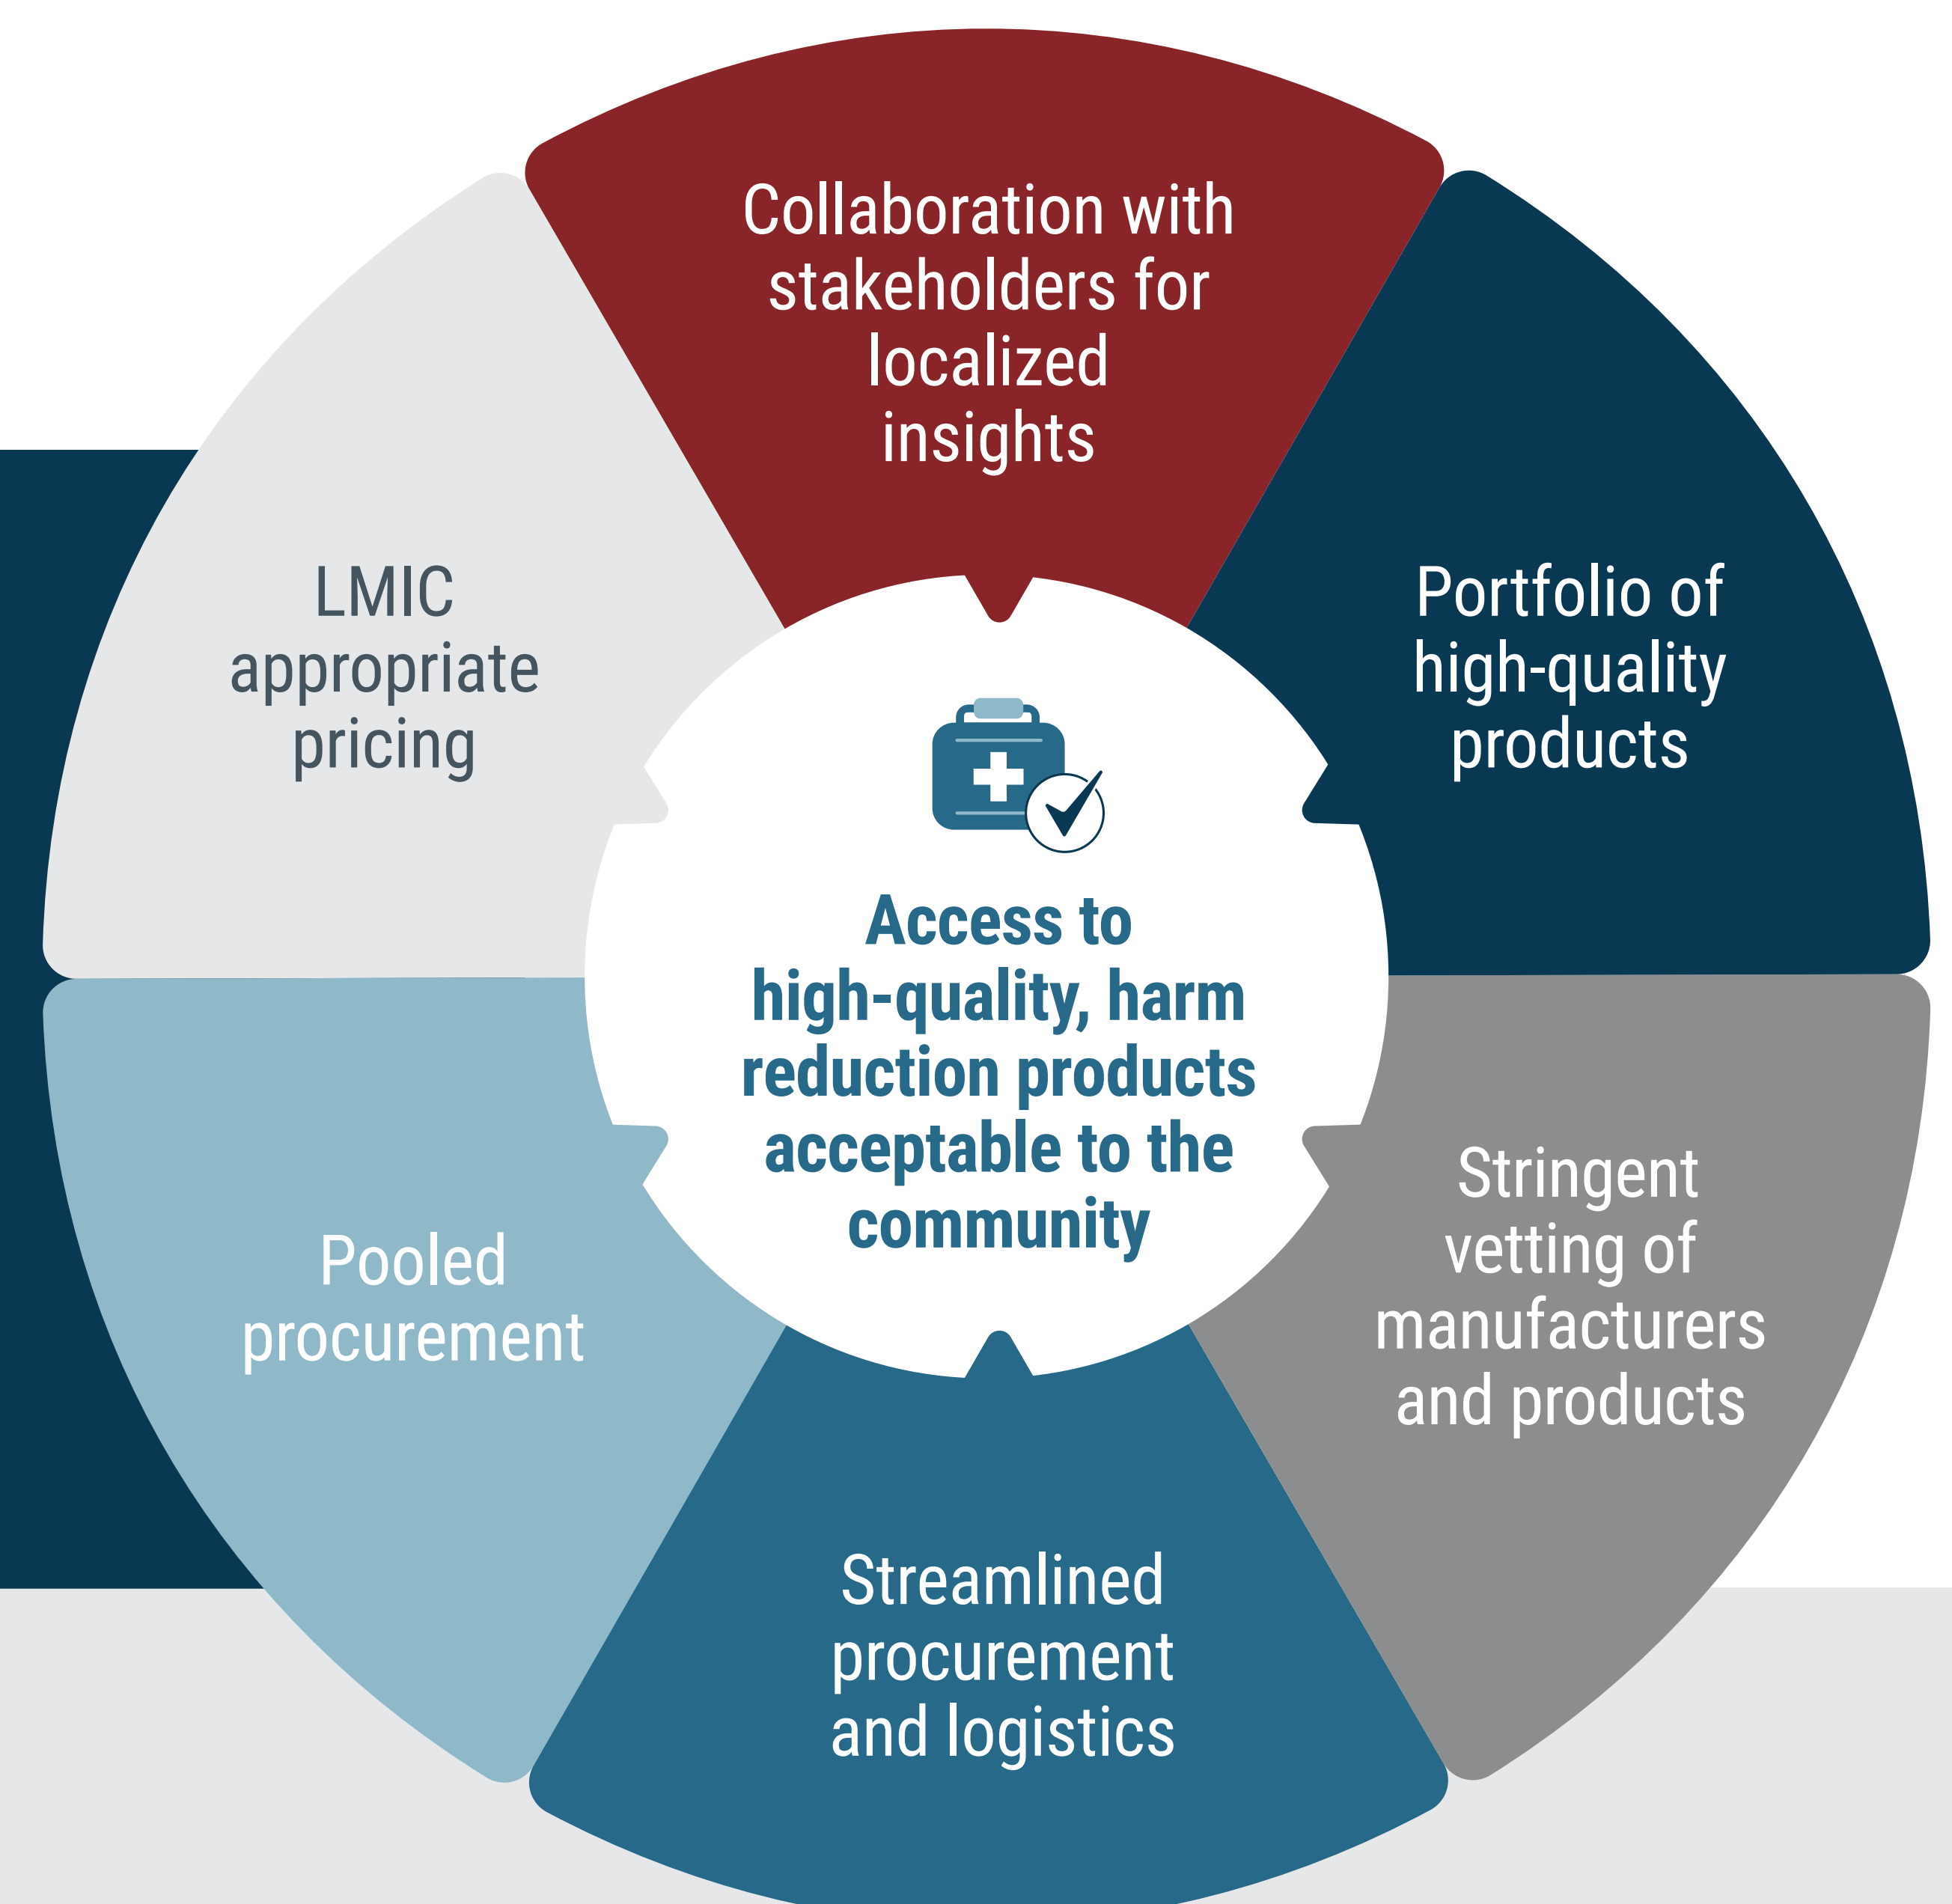 Collaboration with
stakeholders for
localized
insights
Portfolio of
high-quality
products
Stringent
vetting of
manufacturers
and products
Streamlined
procurement
and logistics
Pooled
procurement
LMIC
appropriate
pricing
Access to
high-quality, harm
reduction products
acceptable to the
community